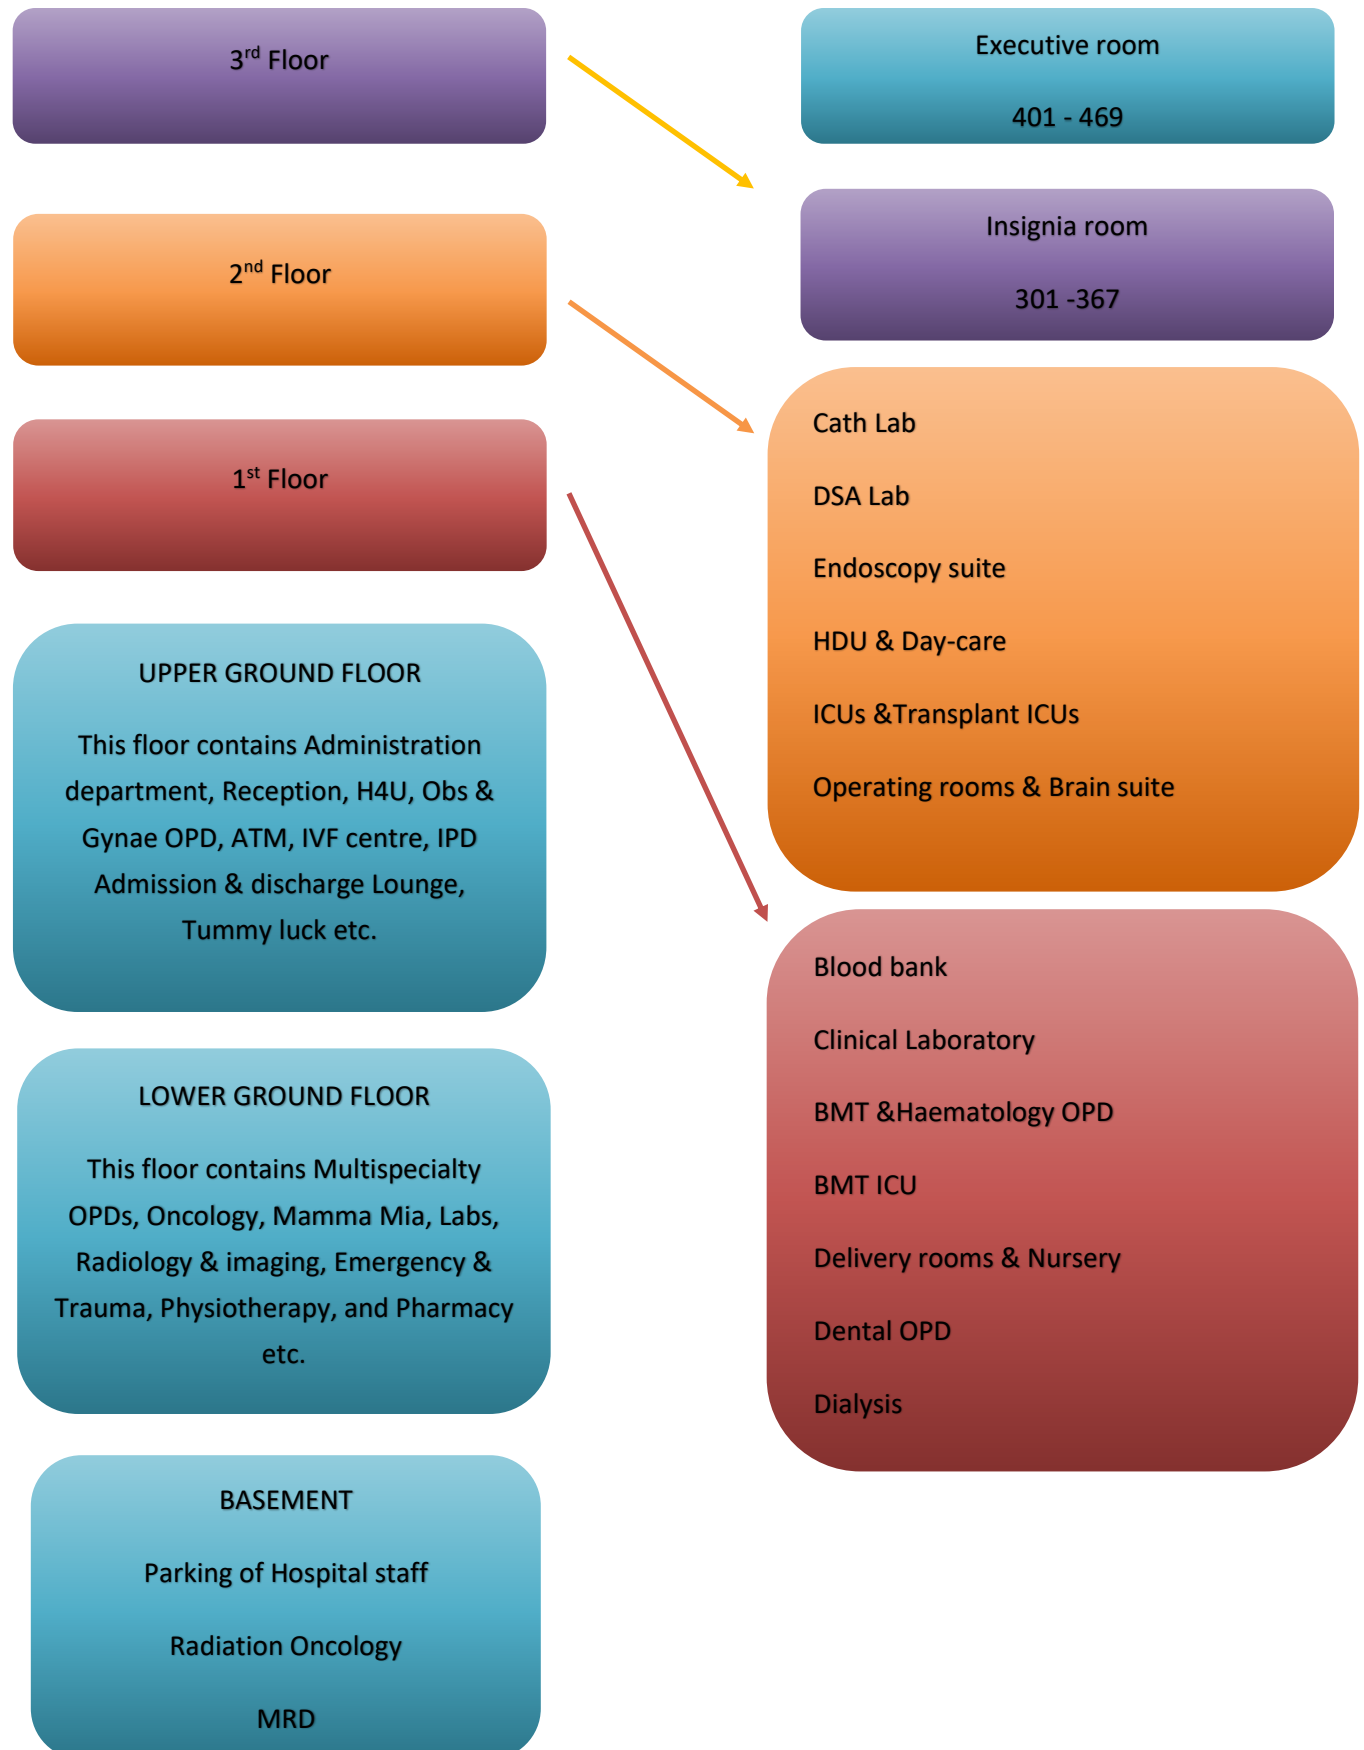 3rd Floor
Executive room
401 - 469
Insignia room
301 -367
2nd Floor
Cath Lab
DSA Lab
Endoscopy suite
HDU & Day-care
ICUs &Transplant ICUs
Operating rooms & Brain suite
1st Floor
Blood bank
Clinical Laboratory
BMT &Haematology OPD
BMT ICU
Delivery rooms & Nursery
Dental OPD
Dialysis
UPPER GROUND FLOOR
This floor contains Administration
department, Reception, H4U, Obs &
Gynae OPD, ATM, IVF centre, IPD
Admission & discharge Lounge,
Tummy luck etc.
LOWER GROUND FLOOR
This floor contains Multispecialty
OPDs, Oncology, Mamma Mia, Labs,
Radiology & imaging, Emergency &
Trauma, Physiotherapy, and Pharmacy
etc.
BASEMENT
Parking of Hospital staff
Radiation Oncology
MRD